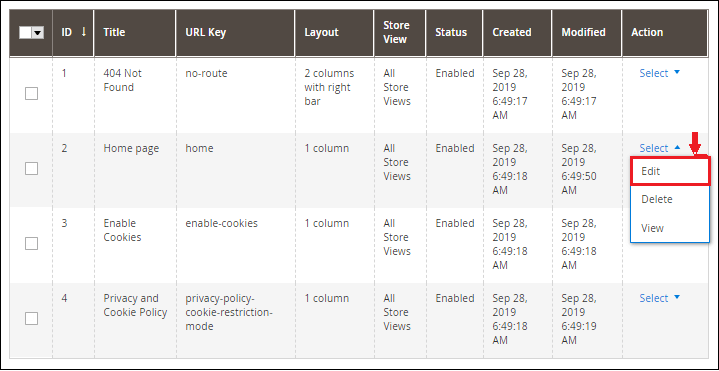 ID ↓ Title URL Key Layout Store View Status Created Modified Action
1 404 Not Found no-route 2 columns with right bar All Store Views Enabled Sep 28, 2019 6:49:17 AM Sep 28, 2019 6:49:17 AM Select
2 Home page home 1 column All Store Views Enabled Sep 28, 2019 6:49:18 AM Sep 28, 2019 6:49:50 AM Select
Edit
Delete
View
3 Enable Cookies enable-cookies 1 column All Store Views Enabled Sep 28, 2019 6:49:18 AM Sep 28, 2019 6:49:18 AM
4 Privacy and Cookie Policy privacy-policy-cookie-restriction-mode 1 column All Store Views Enabled Sep 28, 2019 6:49:18 AM Sep 28, 2019 6:49:19 AM Select